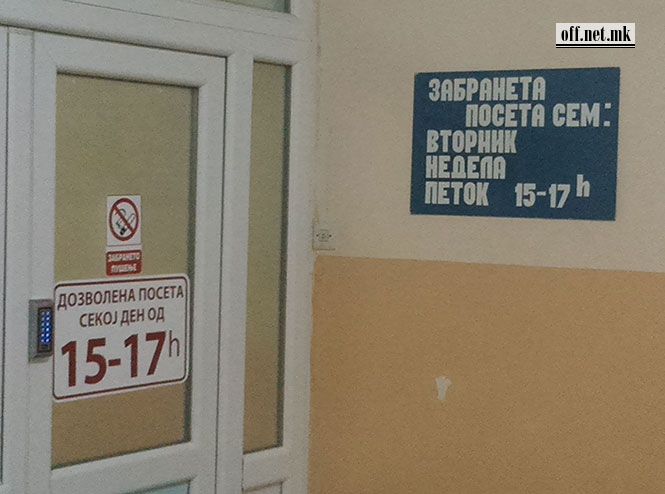 off.net.mk
ЗАБРАНЕТА
ПОСЕТА СЕМ:
ВТОРНИК
НЕДЕЛА
ПЕТОК 15-17h
ЗАБРАНЕТО
ПУШЕЊЕ
ДОЗВОЛЕНА ПОСЕТА
СЕКОЈ ДЕН ОД
15-17h